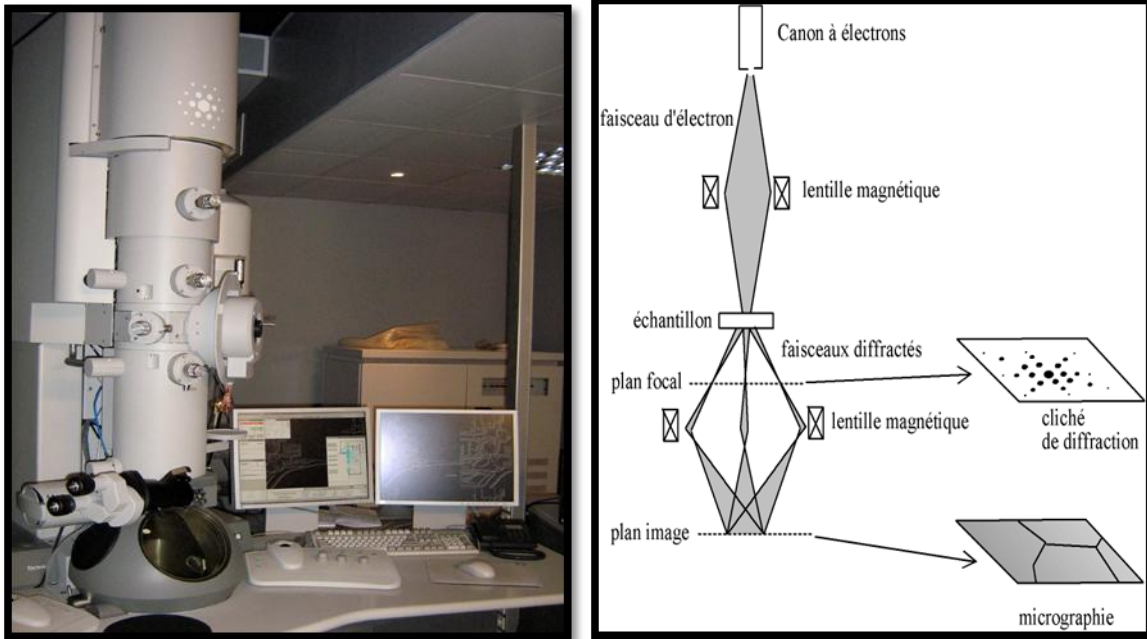 Canon à électrons
faisceau d'électron
lentille magnétique
échantillon
faisceaux diffractés
plan focal
lentille magnétique
cliché
de diffraction
plan image
micrographie